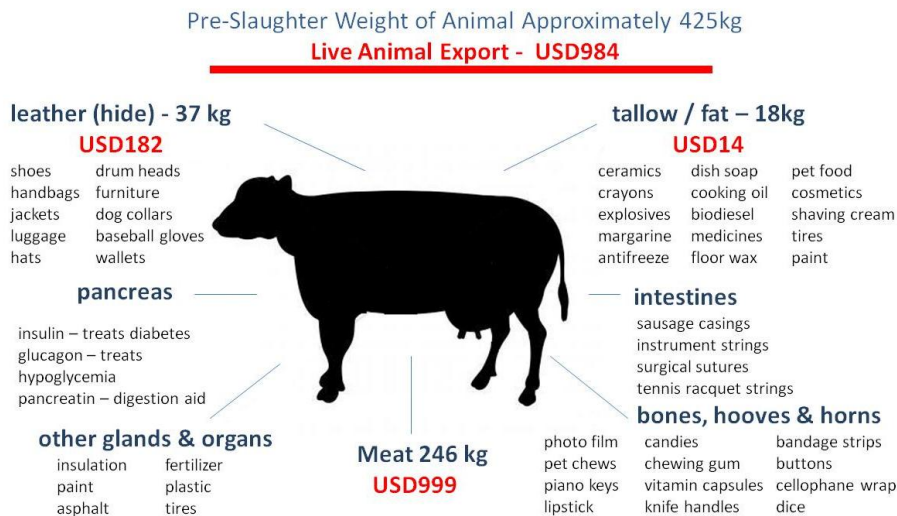 Pre-Slaughter Weight of Animal Approximately 425kg
Live Animal Export - USD984
leather (hide) - 37 kg
USD182
shoes drum heads
handbags furniture
jackets dog collars
luggage baseball gloves
hats wallets
tallow / fat – 18kg
USD14
ceramics dish soap pet food
crayons cooking oil cosmetics
explosives biodiesel shaving cream
margarine medicines tires
antifreeze floor wax paint
pancreas
insulin – treats diabetes
glucagon – treats
hypoglycemia
pancreatin – digestion aid
intestines
sausage casings
instrument strings
surgical sutures
tennis racquet strings
other glands & organs
insulation fertilizer
paint plastic
asphalt tires
Meat 246 kg
USD999
bones, hooves & horns
photo film candies bandage strips
pet chews chewing gum buttons
piano keys vitamin capsules cellophane wrap
lipstick knife handles dice